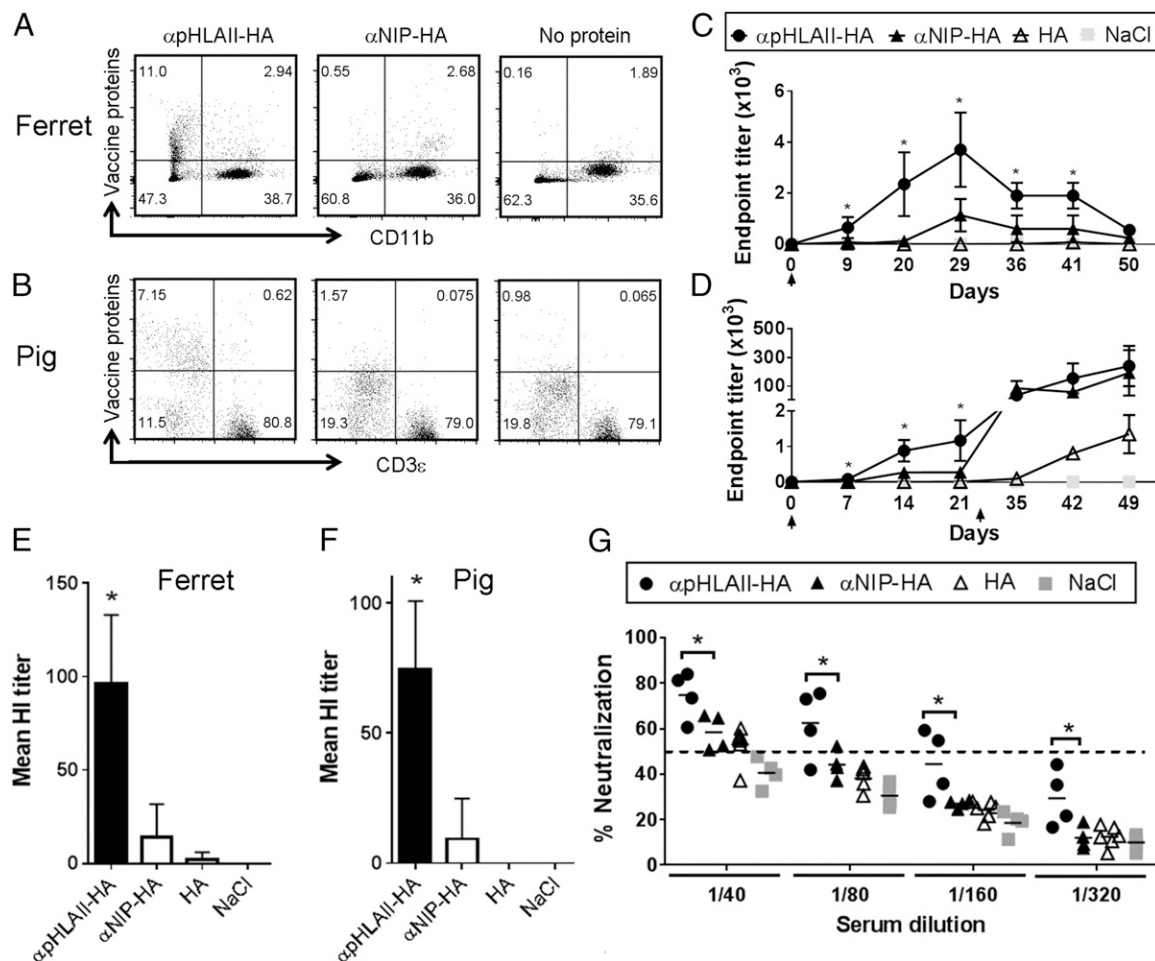 A
αpHLAII-HA αNIP-HA No protein
Ferret
Vaccine proteins
11.0 2.94 0.55 2.68 0.16 1.89
47.3 38.7 60.8 36.0 62.3 35.6
CD11b
B
Pig
Vaccine proteins
7.15 0.62 1.57 0.075 0.98 0.065
11.5 80.8 19.3 79.0 19.8 79.1
CD3ε
C
αpHLAII-HA αNIP-HA HA NaCl
Endpoint titer (x10³)
6
4
2
0
* * * * *
0 9 20 29 36 41 50
Days
D
Endpoint titer (x10³)
500
300
100
2
1
0
* * *
0 7 14 21 35 42 49
Days
E
Ferret
Mean HI titer
150
100
50
0
*
αpHLAII-HA αNIP-HA HA NaCl
F
Pig
Mean HI titer
100
50
0
*
αpHLAII-HA αNIP-HA HA NaCl
G
αpHLAII-HA αNIP-HA HA NaCl
% Neutralization
100
80
60
40
20
0
* * * *
1/40 1/80 1/160 1/320
Serum dilution